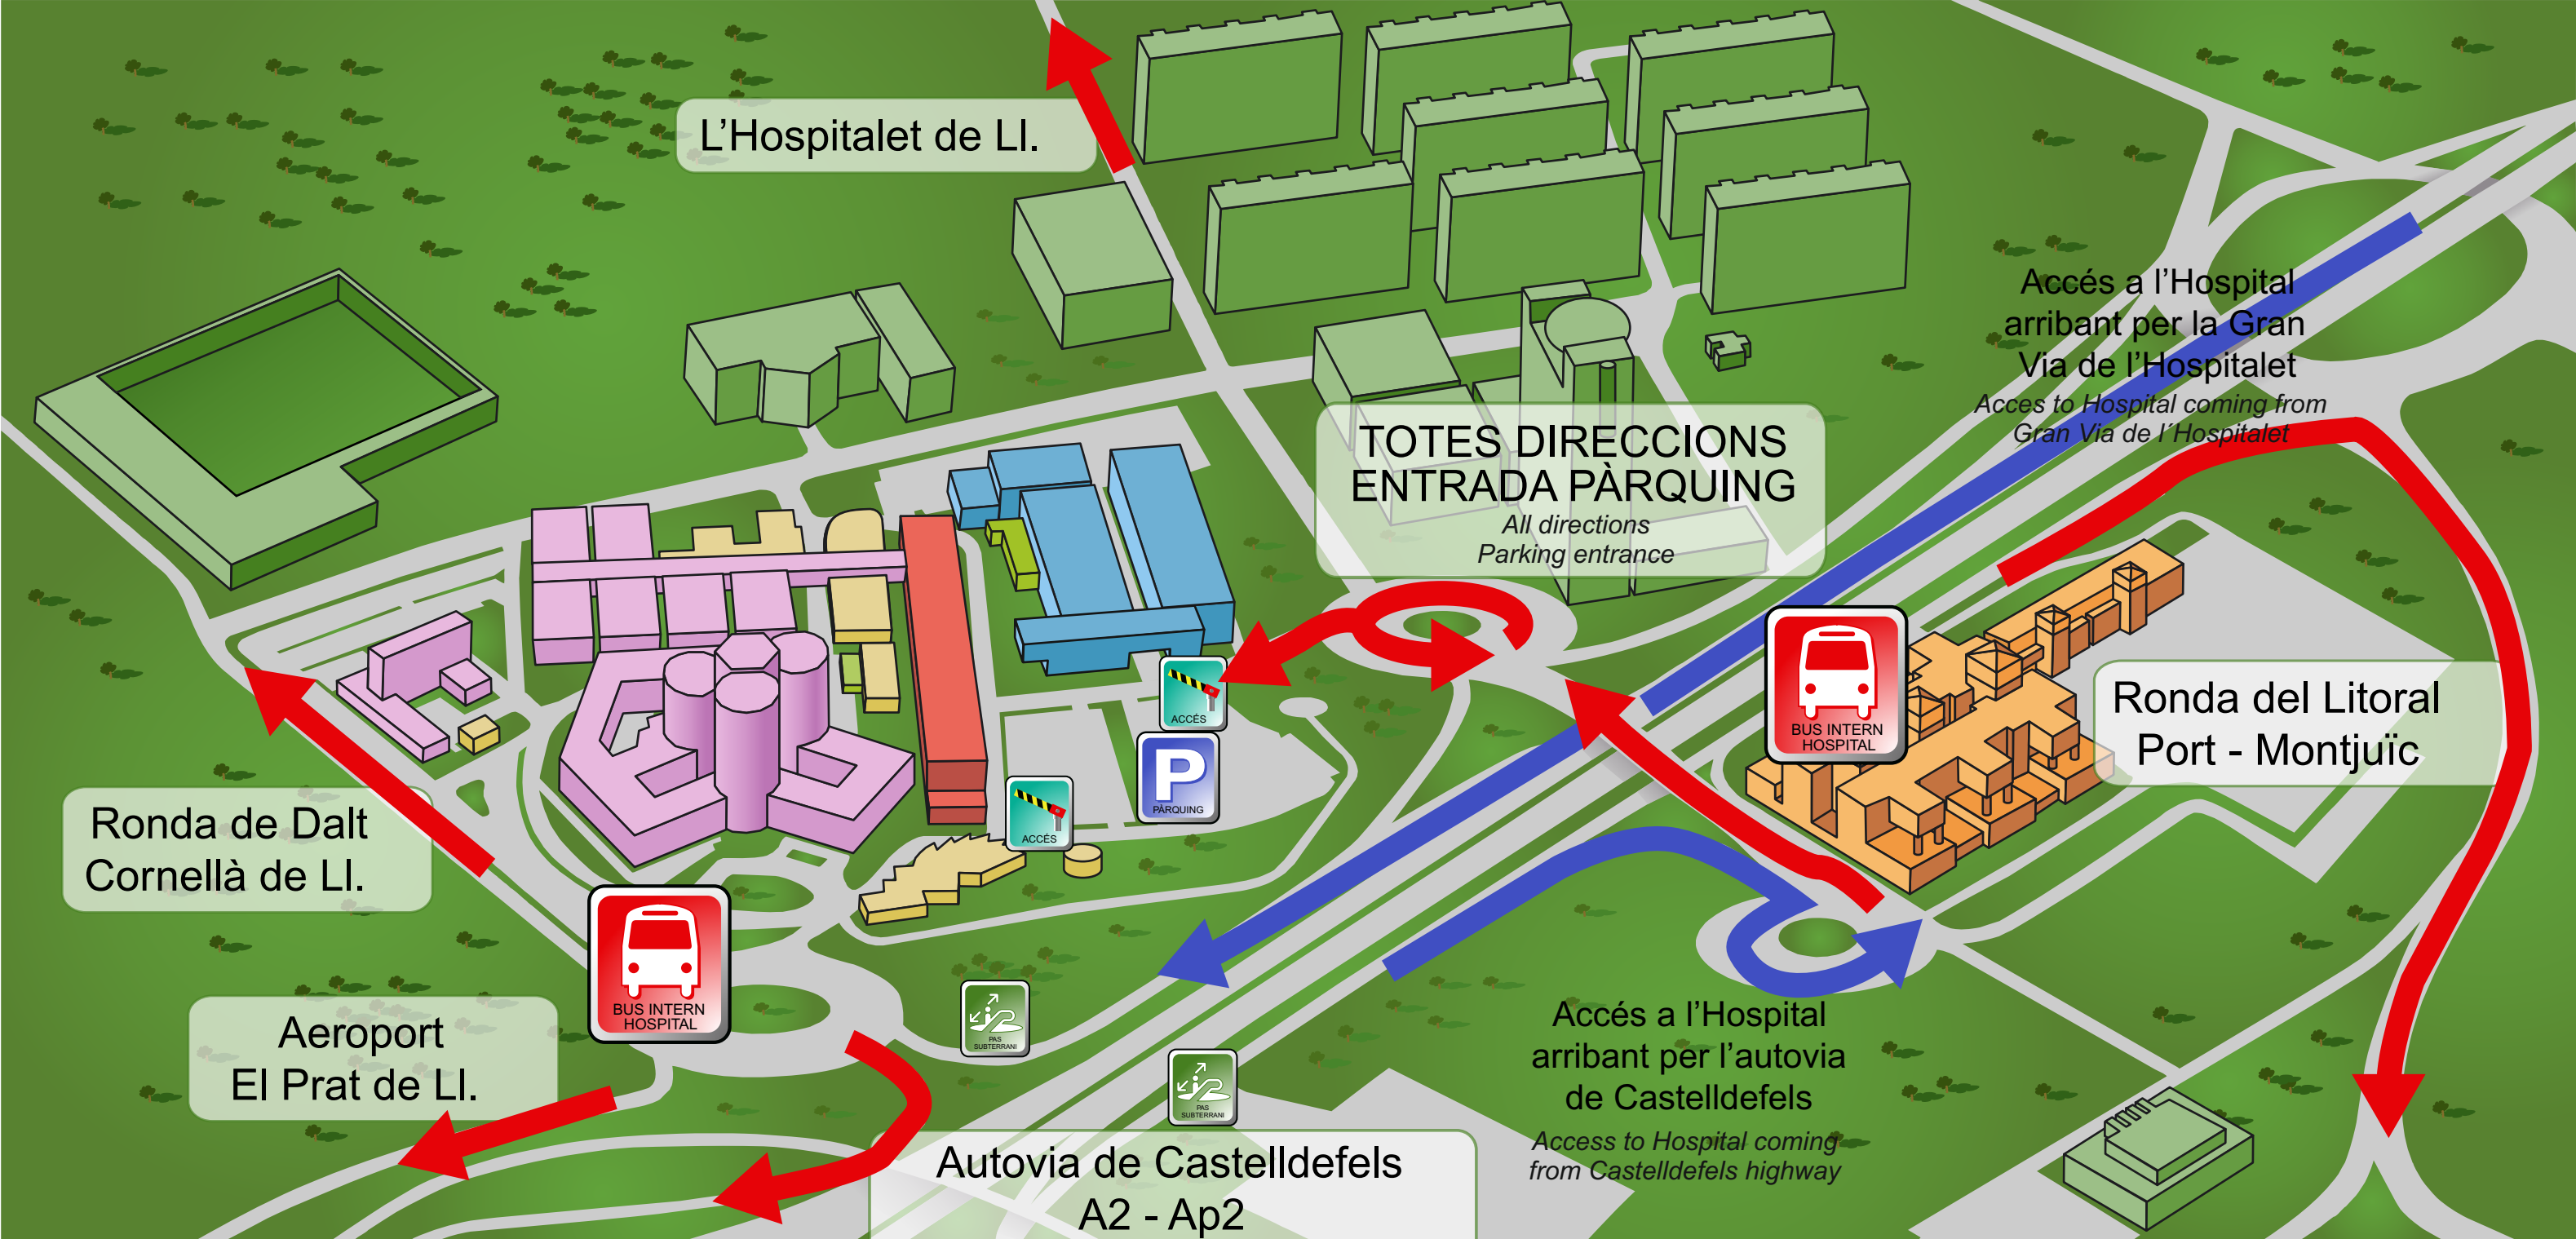 L’Hospitalet de Ll.
Accés a l’Hospital
arribant per la Gran
Via de l’Hospitalet
Acces to Hospital coming from
Gran Via de l´Hospitalet
TOTES DIRECCIONS
ENTRADA PÀRQUING
All directions
Parking entrance
ACCÉS
PÀRQUING
ACCÉS
BUS INTERN
HOSPITAL
Ronda del Litoral
Port - Montjuïc
Ronda de Dalt
Cornellà de Ll.
BUS INTERN
HOSPITAL
Aeroport
El Prat de Ll.
PAS
SUBTERRANI
PAS
SUBTERRANI
Accés a l’Hospital
arribant per l’autovia
de Castelldefels
Access to Hospital coming
from Castelldefels highway
Autovia de Castelldefels
A2 - Ap2
P